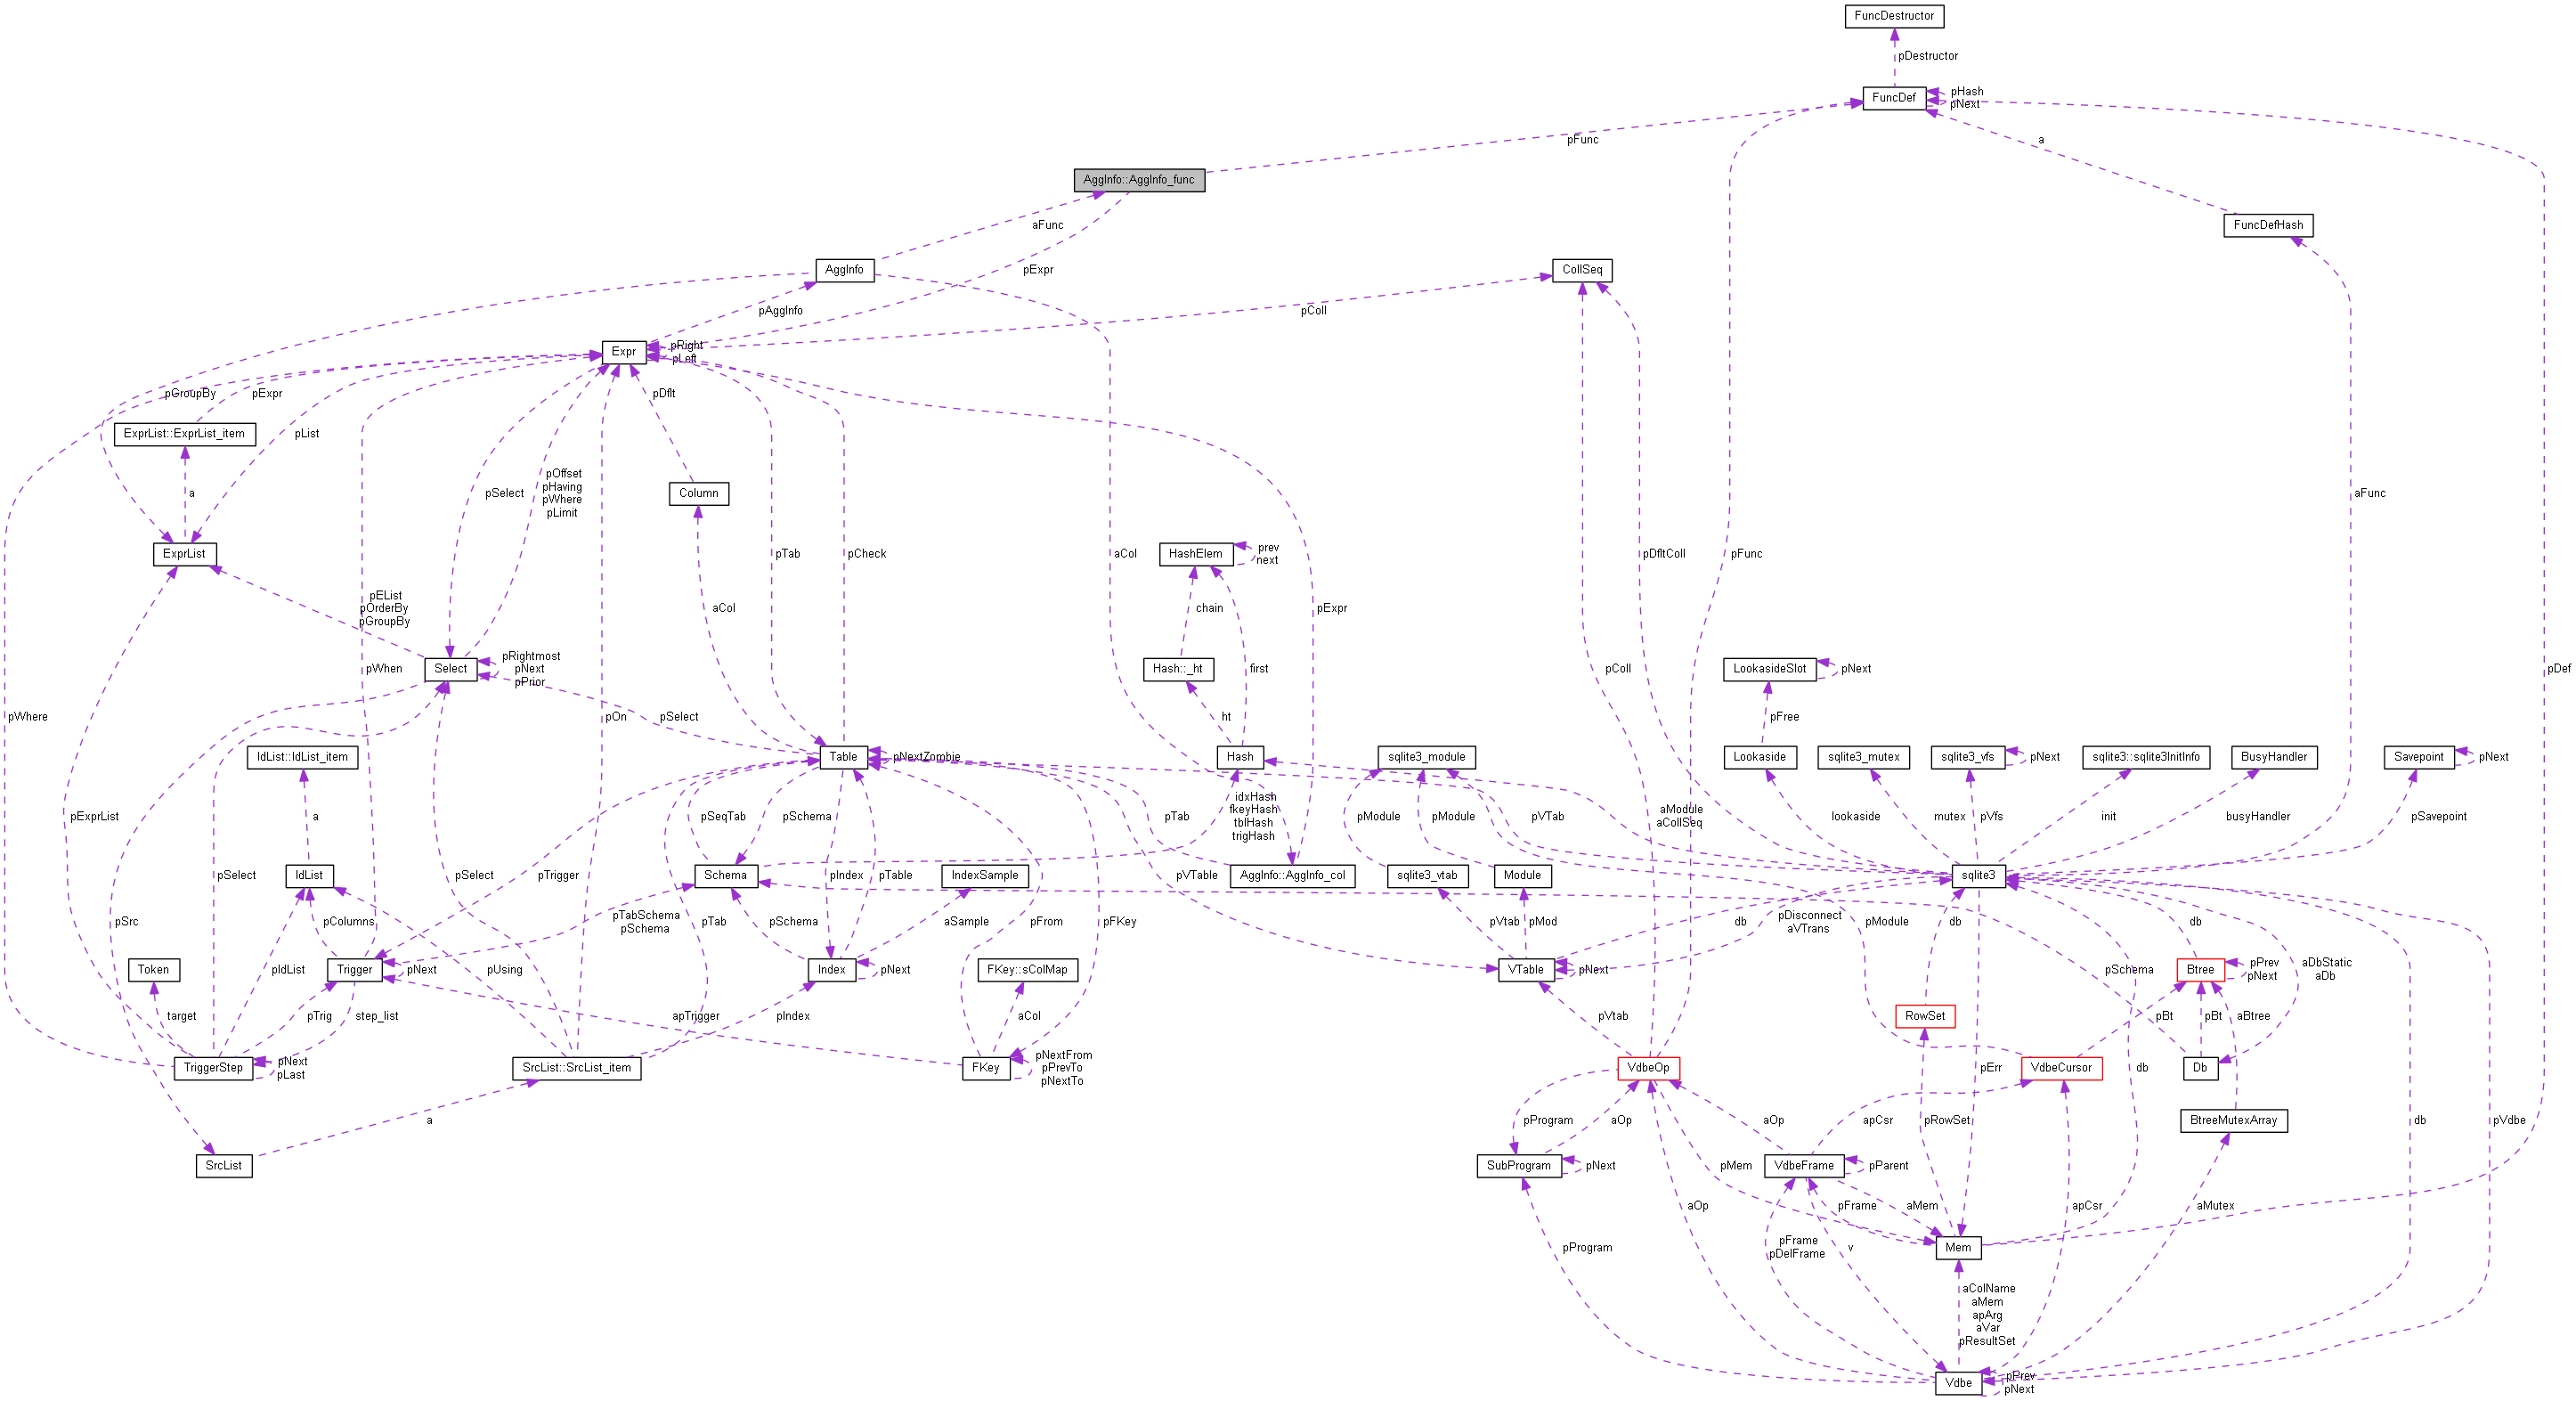 FuncDestructor
pDestructor
FuncDef
pHash
pNext
pFunc
a
AggInfo::AggInfo_func
aFunc
FuncDefHash
AggInfo
pExpr
CollSeq
pAggInfo
pColl
Expr
pRight
pLeft
pGroupBy
pExpr
pDflt
ExprList::ExprList_item
pList
pOffset
pHaving
pWhere
pLimit
a
pSelect
Column
aFunc
ExprList
pTab
pCheck
aCol
HashElem
prev
next
pDfltColl
pFunc
aCol
chain
pExpr
pEList
pOrderBy
pGroupBy
pWhen
Select
pRightmost
pNext
pPrior
Hash::_ht
first
pColl
LookasideSlot
pNext
pDef
pWhere
pOn
pSelect
ht
pFree
IdList::IdList_item
Table
pNextZombie
Hash
sqlite3_module
Lookaside
sqlite3_mutex
sqlite3_vfs
pNext
sqlite3::sqlite3InitInfo
BusyHandler
Savepoint
pNext
pExprList
a
pSeqTab
pSchema
pTab
idxHash
fkeyHash
tblHash
trigHash
pModule
pModule
pVTab
aModule
aCollSeq
lookaside
mutex
pVfs
init
busyHandler
pSavepoint
pSelect
IdList
pTrigger
pSelect
Schema
pIndex
pTable
IndexSample
pVTable
AggInfo::AggInfo_col
sqlite3_vtab
Module
sqlite3
pSrc
pColumns
pTabSchema
pSchema
pTab
pSchema
aSample
pFrom
pFKey
pVtab
pMod
db
pDisconnect
aVTrans
pModule
db
db
pSchema
aDbStatic
aDb
Token
pIdList
Trigger
pNext
pUsing
Index
pNext
FKey::sColMap
VTable
pNext
Btree
pPrev
pNext
target
pTrig
step_list
apTrigger
pIndex
aCol
pVtab
RowSet
pBt
pBt
aBtree
TriggerStep
pNext
pLast
SrcList::SrcList_item
FKey
pNextFrom
pPrevTo
pNextTo
VdbeOp
pErr
VdbeCursor
db
Db
a
pProgram
aOp
aOp
apCsr
pRowSet
BtreeMutexArray
db
pVdbe
SrcList
SubProgram
pNext
pMem
VdbeFrame
pParent
aOp
pFrame
aMem
apCsr
aMutex
pProgram
pFrame
pDelFrame
v
Mem
aColName
aMem
apArg
aVar
pResultSet
Vdbe
pPrev
pNext